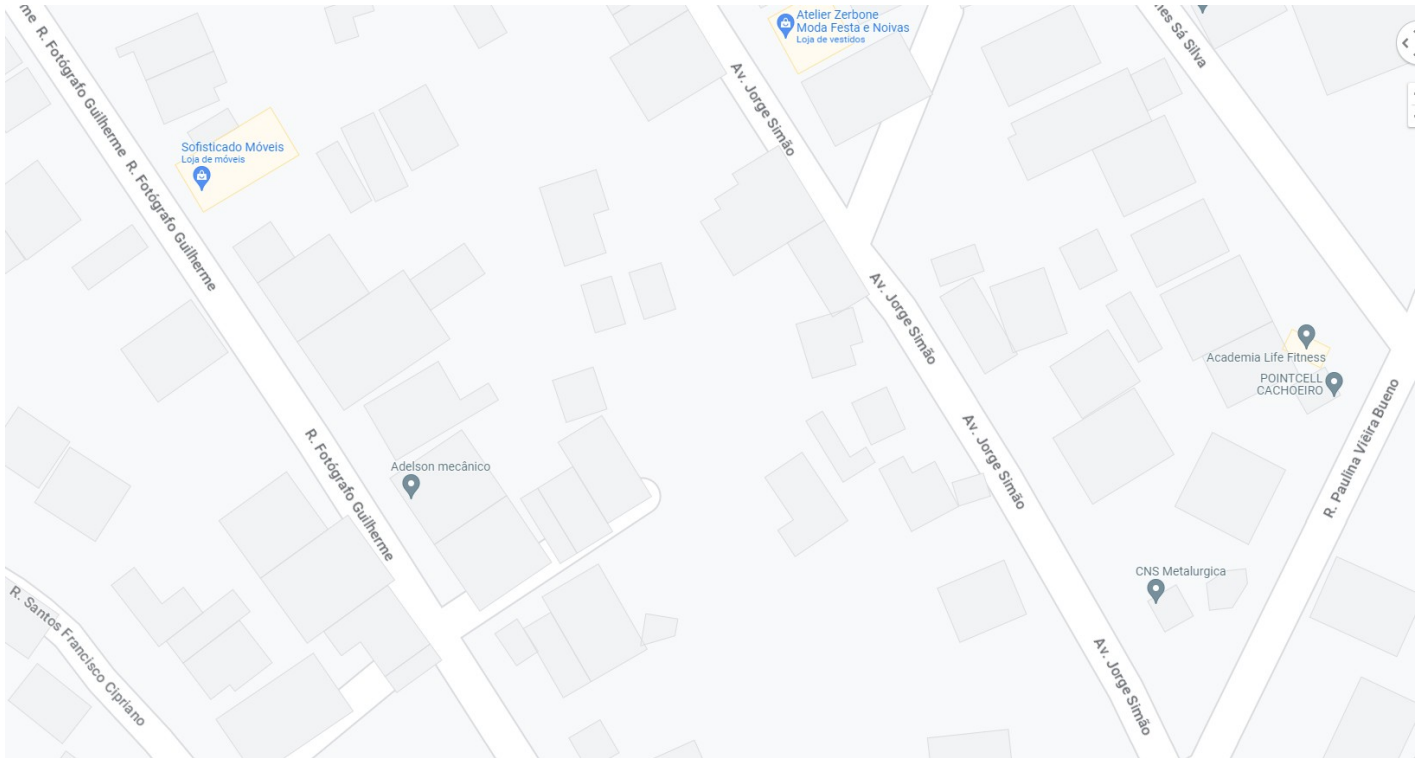 me
R. Fotógrafo Guilherme
R. Fotógrafo Guilherme
Atelier Zerbone
Moda Festa e Noivas
Loja de vestidos
Sá Silva
Av. Jorge Simão
Sofisticado Móveis
Loja de móveis
Av. Jorge Simão
Academia Life Fitness
POINTCELL
CACHOEIRO
R. Paulina Viêira Bueno
R. Fotógrafo Guilherme
Adelson mecânico
Av. Jorge Simão
CNS Metalurgica
R. Santos Francisco Cipriano
Av. Jorge Simão